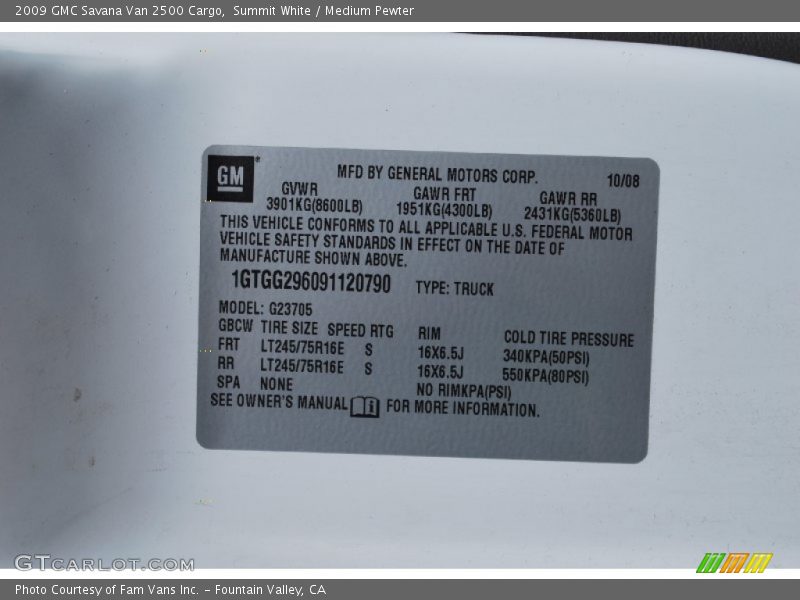 2009 GMC Savana Van 2500 Cargo,  Summit White / Medium Pewter
GM
MFD BY GENERAL MOTORS CORP.
10/08
GVWR GAWR FRT GAWR RR
3901KG(8600LB) 1951KG(4300LB) 2431KG(5360LB)
THIS VEHICLE CONFORMS TO ALL APPLICABLE U.S. FEDERAL MOTOR
VEHICLE SAFETY STANDARDS IN EFFECT ON THE DATE OF
MANUFACTURE SHOWN ABOVE.
1GTGG296091120790 TYPE: TRUCK
MODEL: G23705
GBCW TIRE SIZE SPEED RTG RIM COLD TIRE PRESSURE
FRT LT245/75R16E S 16X6.5J 340KPA(50PSI)
RR LT245/75R16E S 16X6.5J 550KPA(80PSI)
SPA NONE NO RIMKPA(PSI)
SEE OWNER'S MANUAL i FOR MORE INFORMATION.
GTCARLOT.COM
Photo Courtesy of Fam Vans Inc. - Fountain Valley, CA